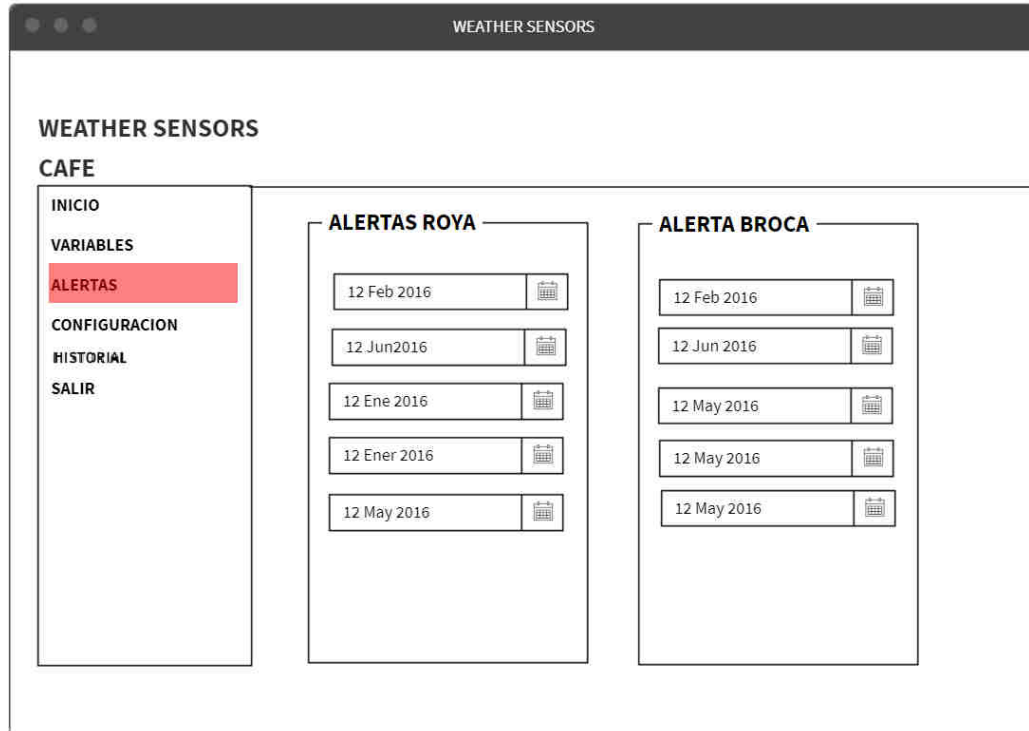 WEATHER SENSORS
WEATHER SENSORS
CAFE
INICIO
VARIABLES
ALERTAS
CONFIGURACION
HISTORIAL
SALIR
ALERTAS ROYA
12 Feb 2016
12 Jun2016
12 Ene 2016
12 Ener 2016
12 May 2016
ALERTA BROCA
12 Feb 2016
12 Jun 2016
12 May 2016
12 May 2016
12 May 2016